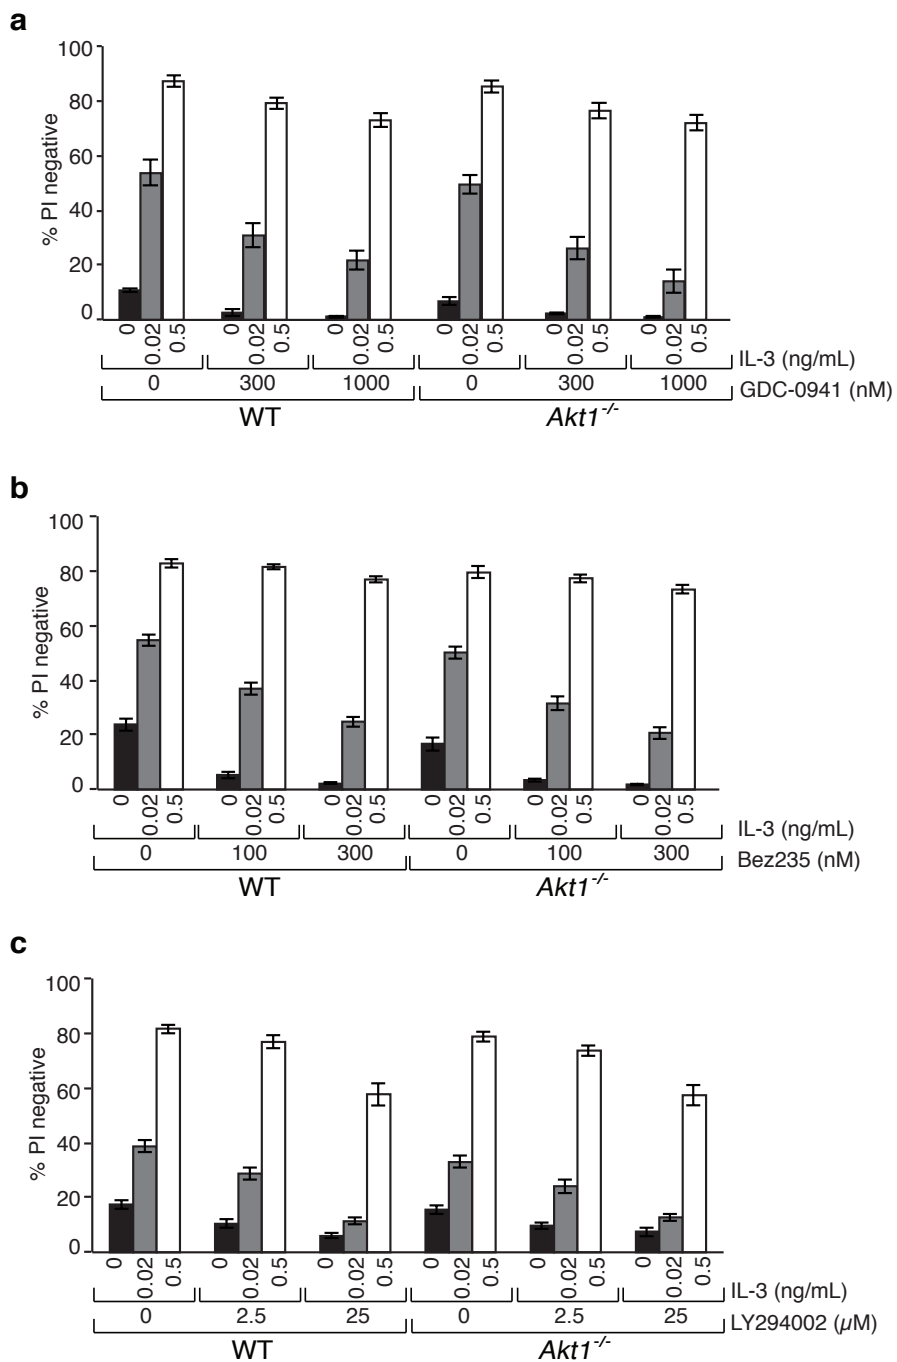 a
100
80
60
40
20
0
% PI negative
0 0.02 0.5 0 0.02 0.5 0 0.02 0.5 0 0.02 0.5 0 0.02 0.5 0 0.02 0.5
IL-3 (ng/mL)
0 300 1000 0 300 1000 GDC-0941 (nM)
WT Akt1-/-
b
100
80
60
40
20
0
% PI negative
0 0.02 0.5 0 0.02 0.5 0 0.02 0.5 0 0.02 0.5 0 0.02 0.5 0 0.02 0.5
IL-3 (ng/mL)
0 100 300 0 100 300 Bez235 (nM)
WT Akt1-/-
c
100
80
60
40
20
0
% PI negative
0 0.02 0.5 0 0.02 0.5 0 0.02 0.5 0 0.02 0.5 0 0.02 0.5 0 0.02 0.5
IL-3 (ng/mL)
0 2.5 25 0 2.5 25 LY294002 (µM)
WT Akt1-/-